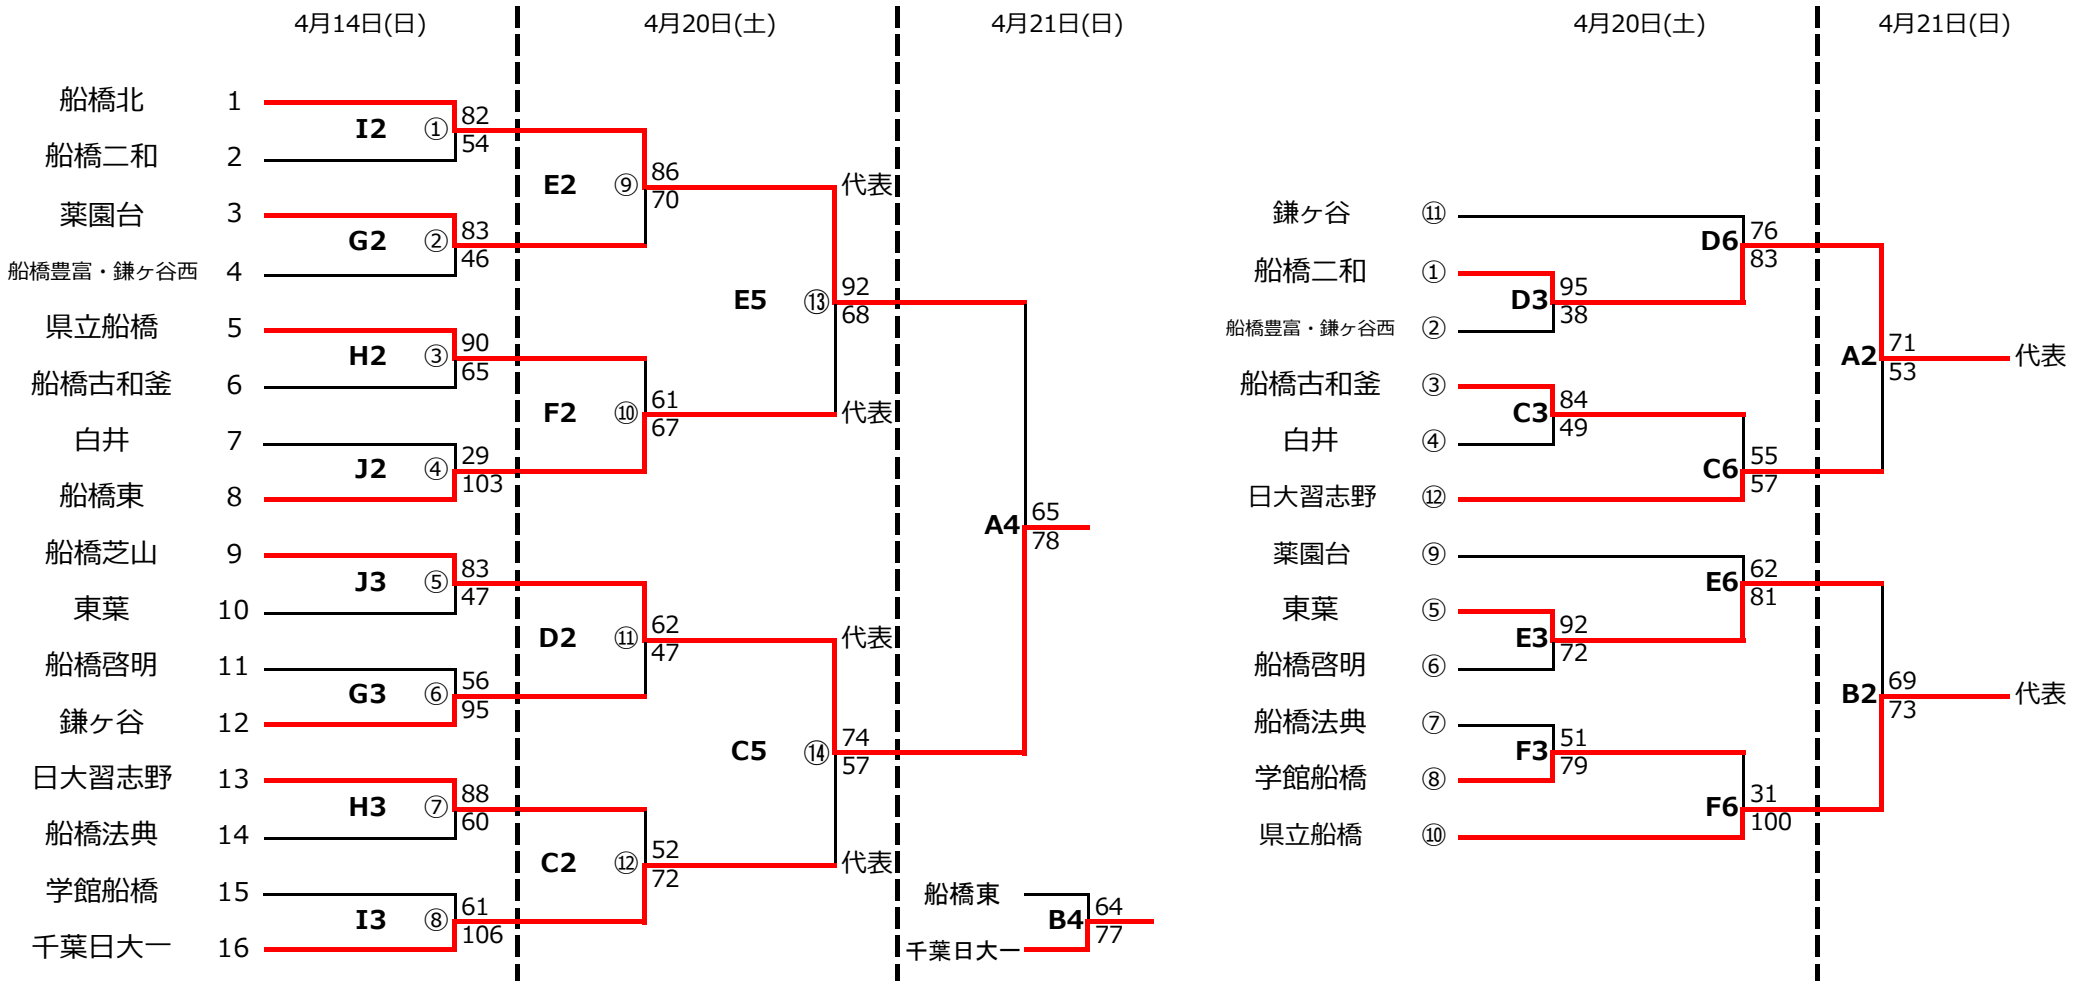 4月14日(日) 4月20日(土) 4月21日(日) 4月20日(土) 4月21日(日)
船橋北 1
I2 ① 82
54
船橋二和 2
E2 ⑨ 86
70
代表
薬園台 3
G2 ② 83
46
船橋豊富・鎌ヶ谷西 4
E5 ⑬ 92
68
県立船橋 5
H2 ③ 90
65
船橋古和釜 6
F2 ⑩ 61
67
代表
白井 7
J2 ④ 29
103
船橋東 8
A4 65
78
船橋芝山 9
J3 ⑤ 83
47
東葉 10
D2 ⑪ 62
47
代表
船橋啓明 11
G3 ⑥ 56
95
鎌ヶ谷 12
C5 ⑭ 74
57
日大習志野 13
H3 ⑦ 88
60
船橋法典 14
C2 ⑫ 52
72
代表
学館船橋 15
I3 ⑧ 61
106
千葉日大一 16
船橋東
B4 64
77
千葉日大一
鎌ヶ谷 ⑪
D6 76
83
船橋二和 ①
D3 95
38
船橋豊富・鎌ヶ谷西 ②
A2 71
53
代表
船橋古和釜 ③
C3 84
49
白井 ④
C6 55
57
日大習志野 ⑫
薬園台 ⑨
E6 62
81
東葉 ⑤
E3 92
72
船橋啓明 ⑥
B2 69
73
代表
船橋法典 ⑦
F3 51
79
学館船橋 ⑧
F6 31
100
県立船橋 ⑩